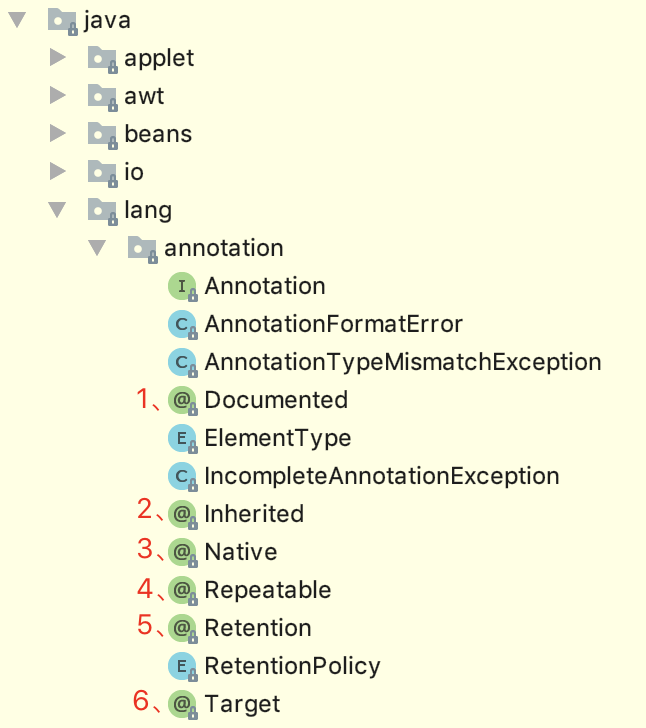 java
applet
awt
beans
io
lang
annotation
I Annotation
C AnnotationFormatError
C AnnotationTypeMismatchException
1、@ Documented
E ElementType
C IncompleteAnnotationException
2、@ Inherited
3、@ Native
4、@ Repeatable
5、@ Retention
E RetentionPolicy
6、@ Target